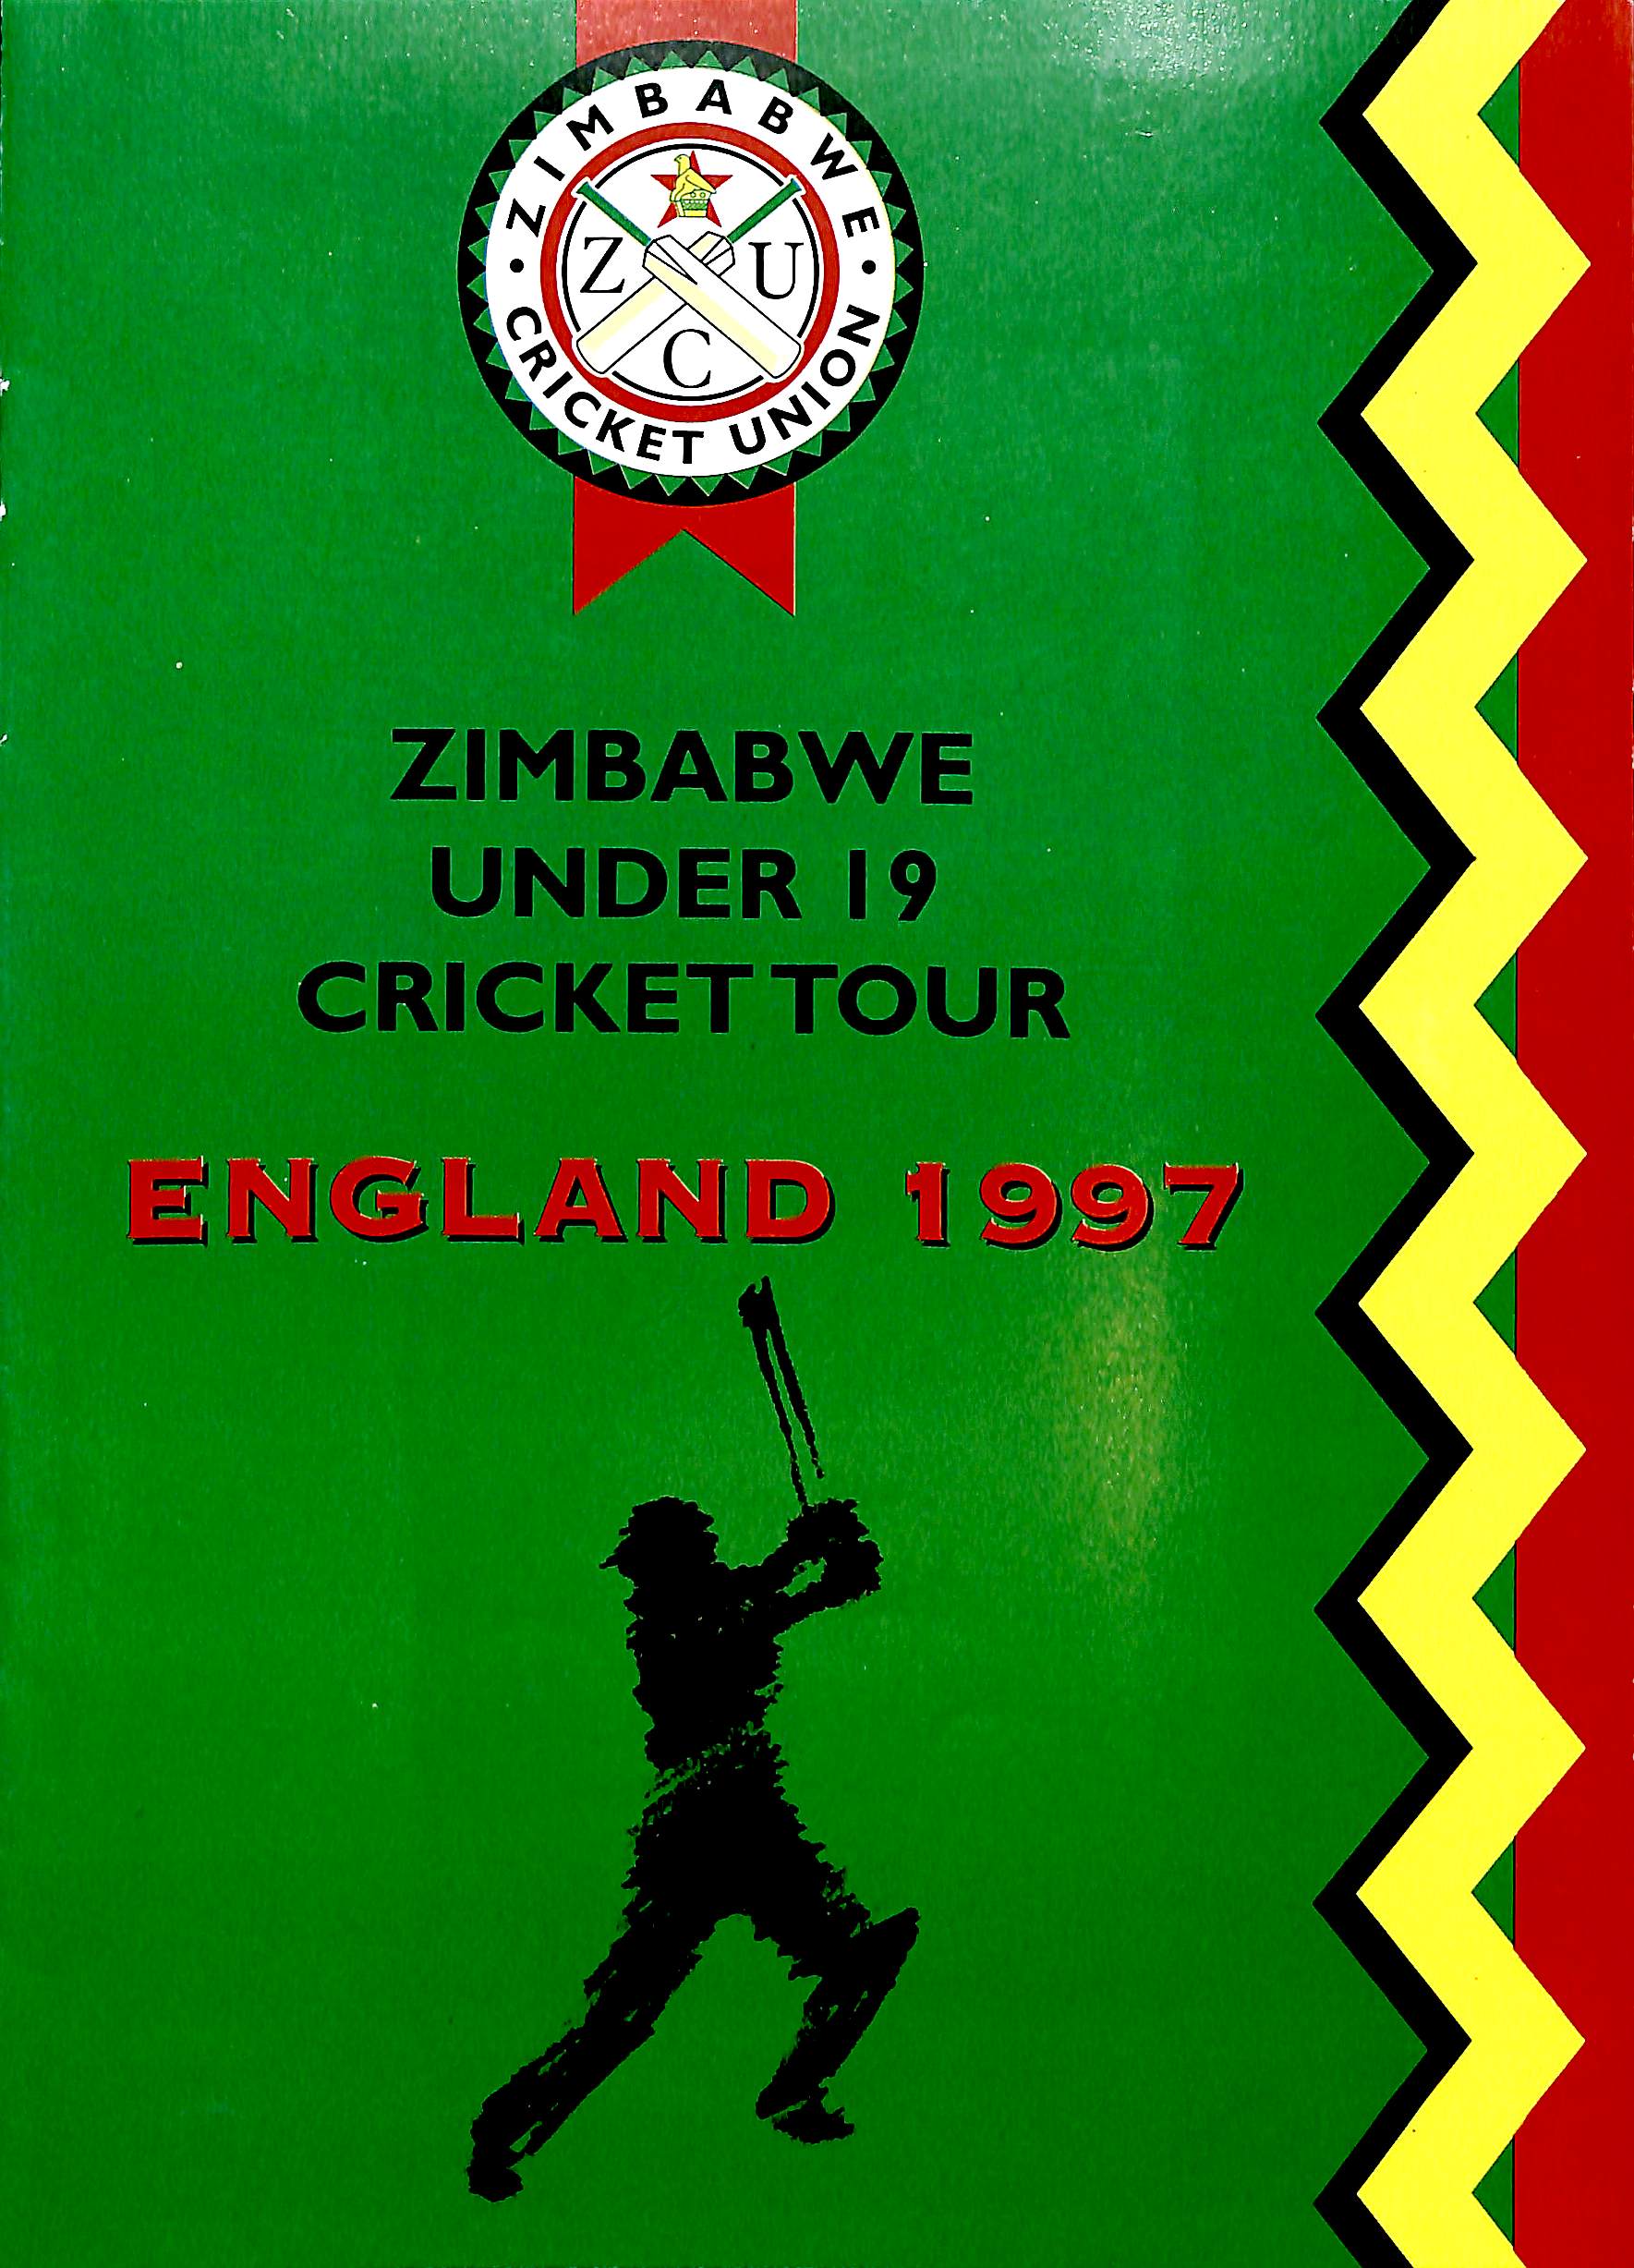 ZIMBABWE
CRICKET UNION
Z U
C
ZIMBABWE
UNDER 19
CRICKET TOUR
ENGLAND 1997